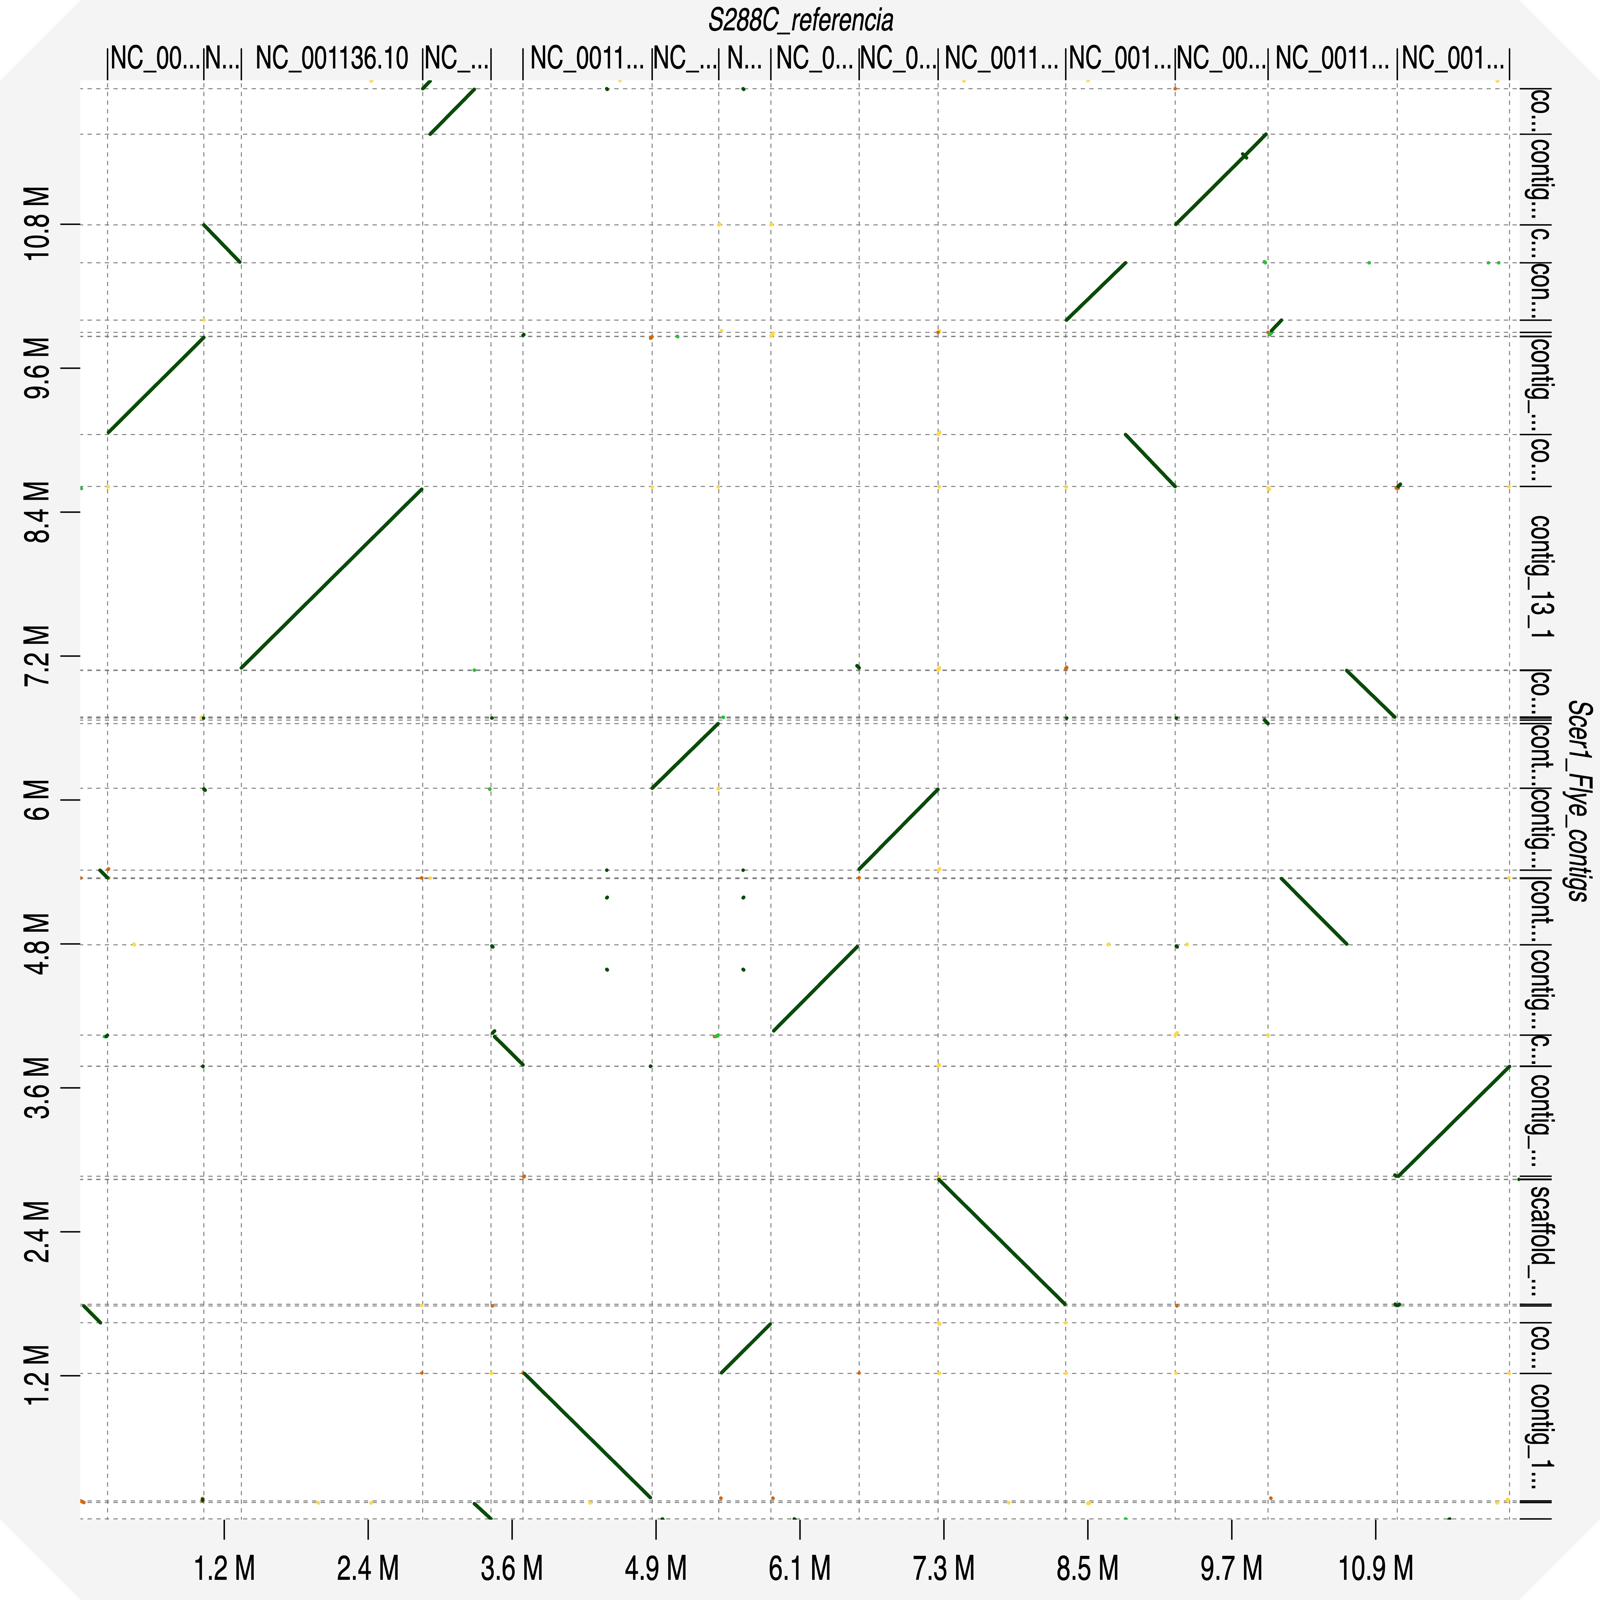 S288C_referencia
NC_00... N... NC_001136.10 NC_... NC_0011... NC_... N... NC_0... NC_0... NC_0011... NC_001... NC_00... NC_0011... NC_001...
co...
contig...
c...
con...
contig_...
co...
contig_13_1
co...
cont...
contig...
cont...
contig...
c...
contig_...
scaffold_...
co...
contig_1...
Scer1_Flye_contigs
10.8 M
9.6 M
8.4 M
7.2 M
6 M
4.8 M
3.6 M
2.4 M
1.2 M
1.2 M 2.4 M 3.6 M 4.9 M 6.1 M 7.3 M 8.5 M 9.7 M 10.9 M